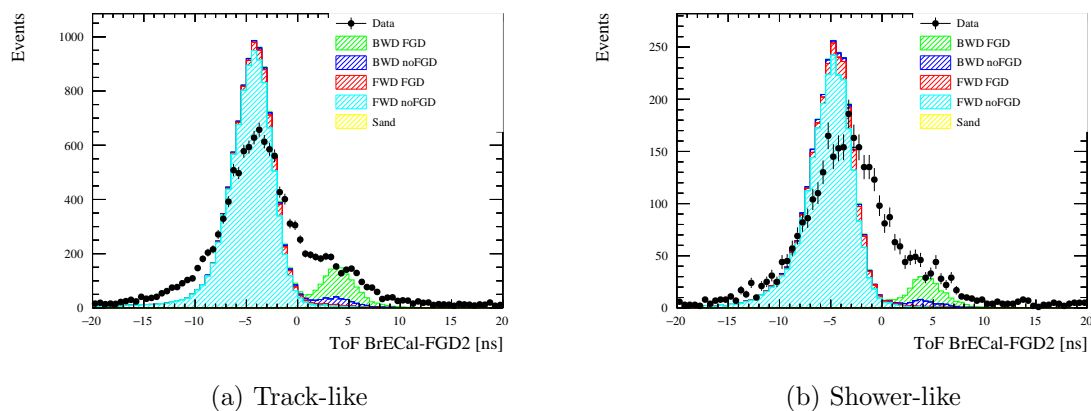 Events
1000
800
600
400
200
0
Data
BWD FGD
BWD noFGD
FWD FGD
FWD noFGD
Sand
−20 −15 −10 −5 0 5 10 15 20
ToF BrECal-FGD2 [ns]
(a) Track-like
Events
250
200
150
100
50
0
Data
BWD FGD
BWD noFGD
FWD FGD
FWD noFGD
Sand
−20 −15 −10 −5 0 5 10 15 20
ToF BrECal-FGD2 [ns]
(b) Shower-like